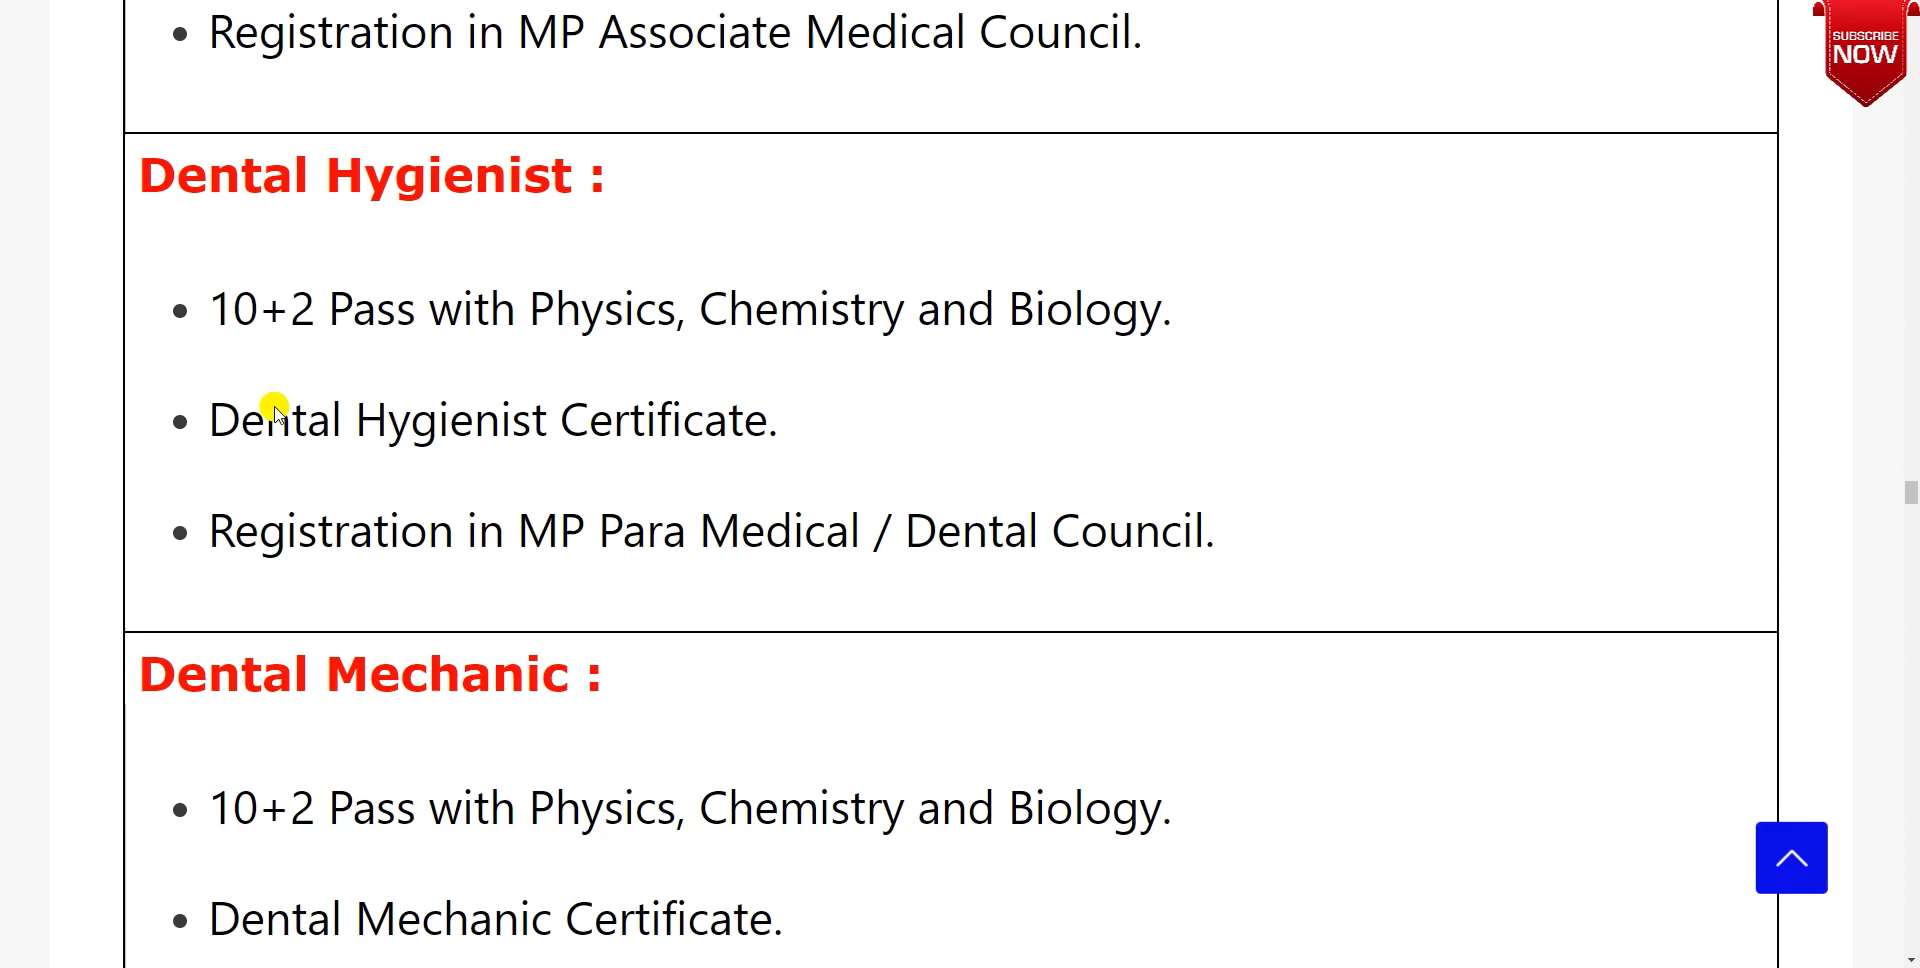 Registration in MP Associate Medical Council.
SUBSCRIBE
NOW
Dental Hygienist :
10+2 Pass with Physics, Chemistry and Biology.
Dental Hygienist Certificate.
Registration in MP Para Medical / Dental Council.
Dental Mechanic :
10+2 Pass with Physics, Chemistry and Biology.
Dental Mechanic Certificate.